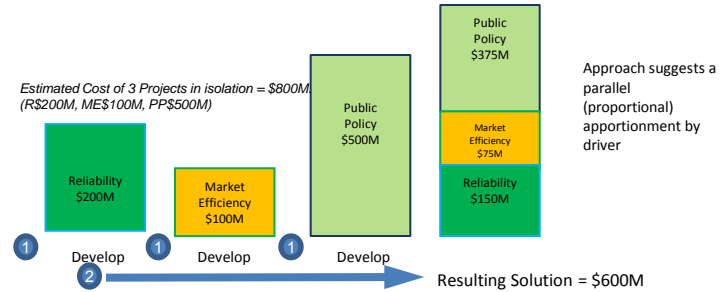 Estimated Cost of 3 Projects in isolation = $800M.
(R$200M, ME$100M, PP$500M)
Reliability
$200M
Market
Efficiency
$100M
Public
Policy
$500M
Public
Policy
$375M
Market
Efficiency
$75M
Reliability
$150M
Approach suggests a
parallel
(proportional)
apportionment by
driver
1
Develop
1
Develop
1
Develop
2
Resulting Solution = $600M